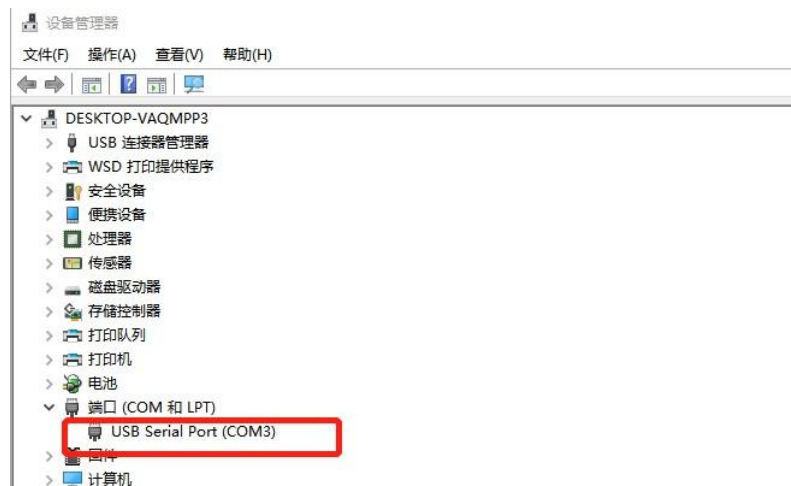 设备管理器
文件(F) 操作(A) 查看(V) 帮助(H)
DESKTOP-VAQMPP3
USB 连接器管理器
WSD 打印提供程序
安全设备
便携设备
处理器
传感器
磁盘驱动器
存储控制器
打印队列
打印机
电池
端口 (COM 和 LPT)
USB Serial Port (COM3)
固件
计算机